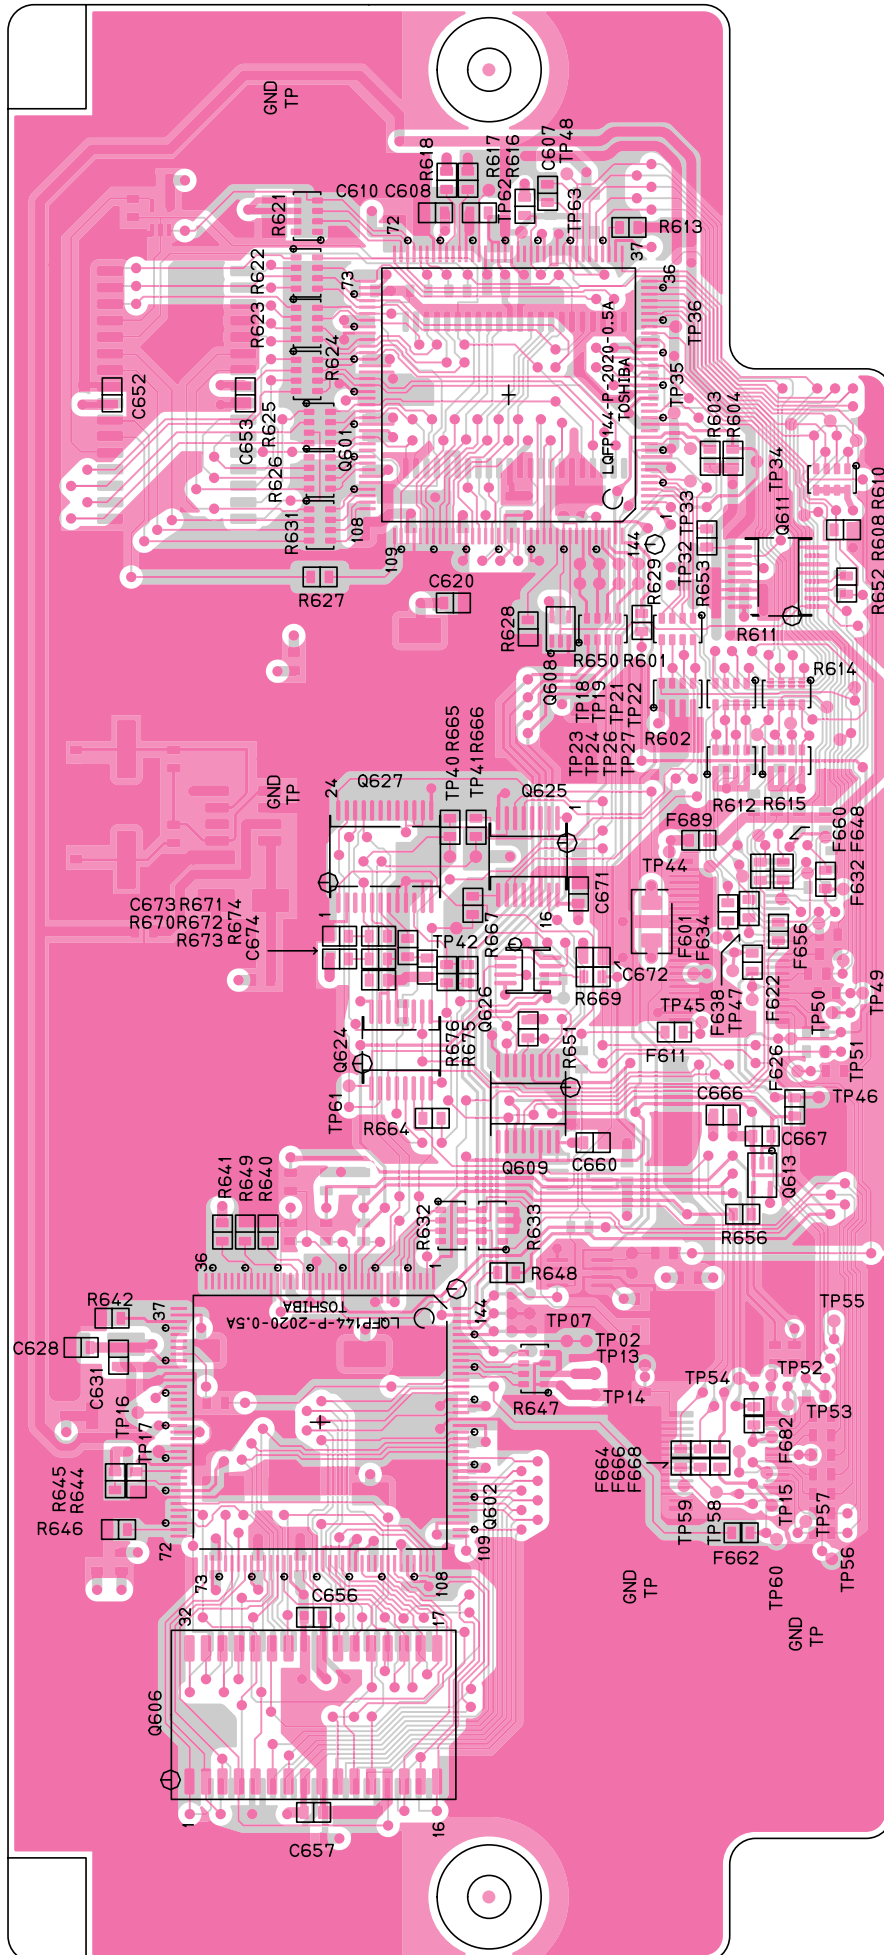 GND
TP
R618
R617
R616
C607
TP48
C610 C608
TP62
TP63
R621
72
37
R613
R622
73
36
R623
TP36
R624
LQFP144-P-2020-0.5A
TOSHIBA
TP35
C652
C653
R625
Q601
R603
R604
R626
TP34
R631
108
109
144
1
TP32 TP33
Q611
R608 R610
R627
C620
R629
R653
R652
R628
R611
Q608
R650 R601
R614
TP18
TP19
TP21
TP22
TP23
TP24
TP26
TP27
R602
TP40 R665
TP41 R666
GND
TP
24
Q627
Q625
1
R612 R615
F689
F660 F648
TP44
F632
C673 R671
R670 R672
R673
R674
C674
1
R667
16
C671
TP42
F601
F634
F656
C672
R669
Q626
TP45
F638
TP47
F622
TP50
TP49
Q624
R676
R675
R651
F611
F626
TP51
TP61
R664
C666
TP46
C667
Q609
C660
Q613
R641
R649
R640
R632
R633
R656
36
1
R648
R642
37
LQFP144-P-2020-0.5A
TOSHIBA
144
TP07
TP02
TP13
TP55
C628
C631
TP16
TP17
R647
TP14
TP54
TP52
TP53
F682
R645
R644
F664
F666
F668
R646
72
109
Q602
TP59
TP58
TP15
TP57
F662
TP56
TP60
73
108
C656
32
17
GND
TP
GND
TP
Q606
1
16
C657